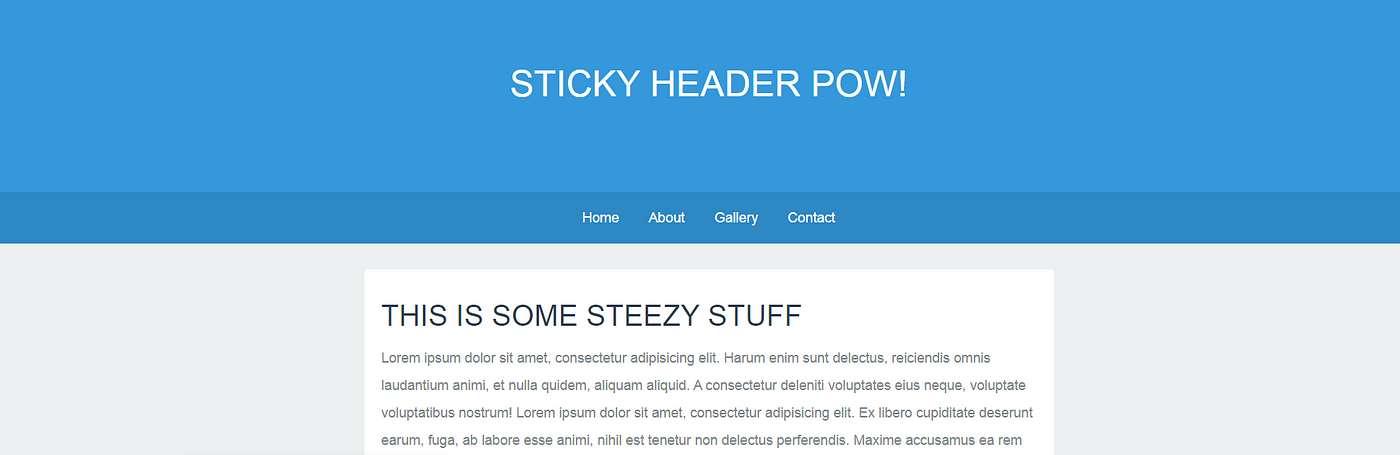 STICKY HEADER POW!
Home About Gallery Contact
THIS IS SOME STEEZY STUFF
Lorem ipsum dolor sit amet, consectetur adipisicing elit. Harum enim sunt delectus, reiciendis omnis
laudantium animi, et nulla quidem, aliquam aliquid. A consectetur deleniti voluptates eius neque, voluptate
voluptatibus nostrum! Lorem ipsum dolor sit amet, consectetur adipisicing elit. Ex libero cupiditate deserunt
earum, fuga, ab labore esse animi, nihil est tenetur non delectus perferendis. Maxime accusamus ea rem